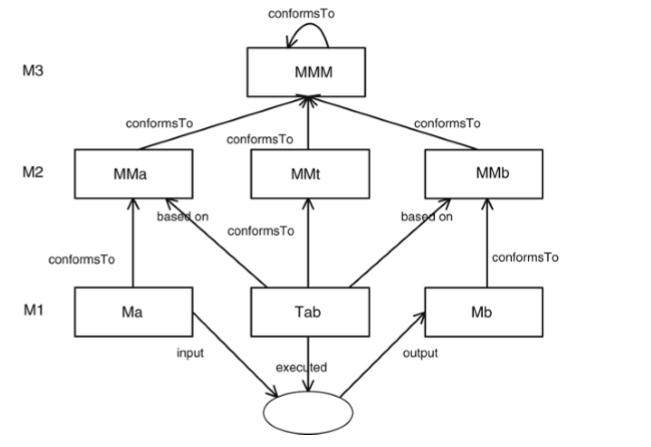 conformsTo
M3
MMM
conformsTo
conformsTo
conformsTo
M2
MMa
MMt
MMb
based on
based on
conformsTo
conformsTo
conformsTo
M1
Ma
Tab
Mb
input
output
executed